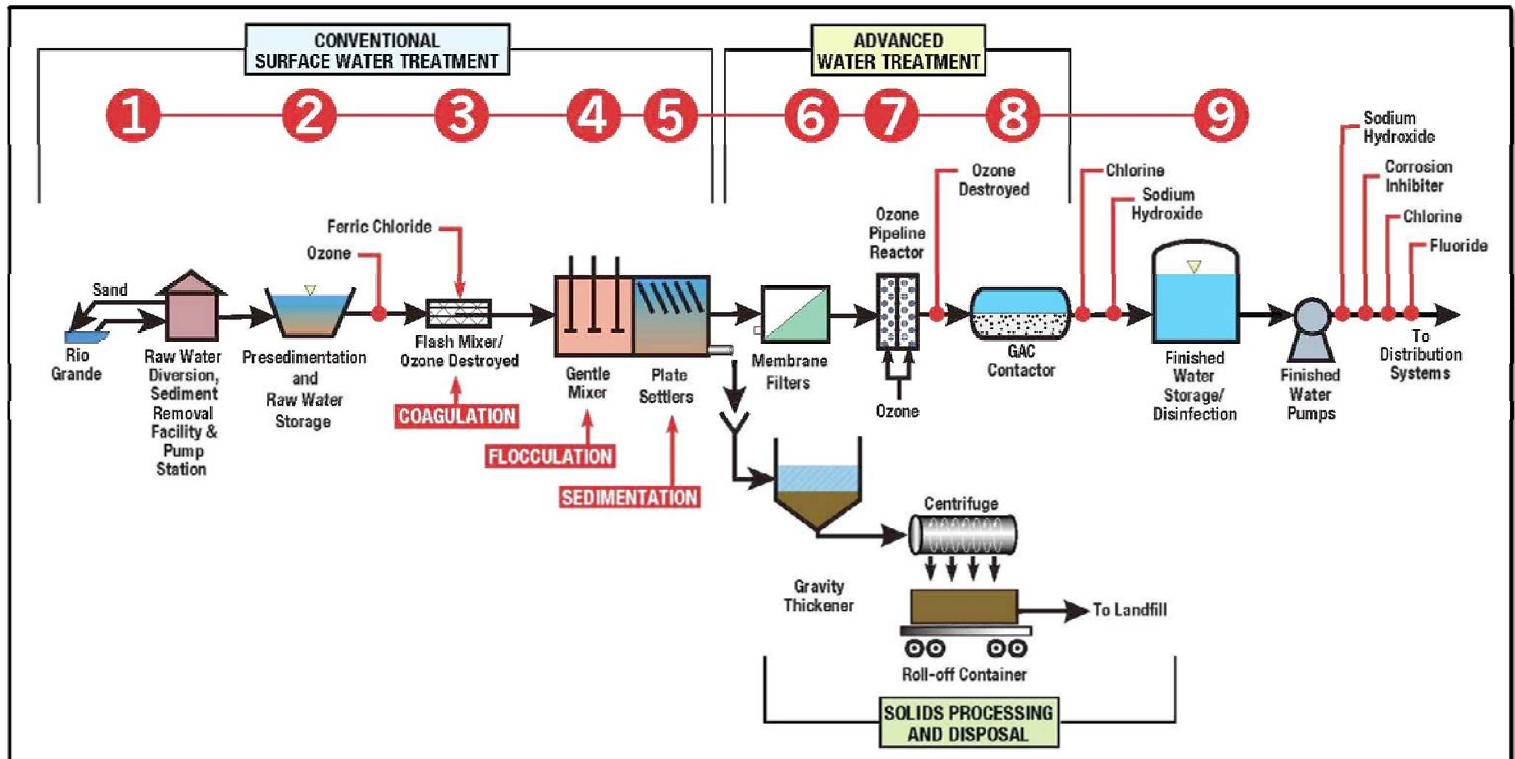 CONVENTIONAL
SURFACE WATER TREATMENT
ADVANCED
WATER TREATMENT
1
2
3
4
5
6
7
8
9
Sodium
Hydroxide
Corrosion
Inhibiter
Chlorine
Fluoride
Ozone
Destroyed
Chlorine
Sodium
Hydroxide
Ferric Chloride
Ozone
Ozone
Pipeline
Reactor
Sand
Rio
Grande
Raw Water
Diversion,
Sediment
Removal
Facility &
Pump
Station
Presedimentation
and
Raw Water
Storage
Flash Mixer/
Ozone Destroyed
COAGULATION
Gentle
Mixer
FLOCCULATION
Plate
Settlers
SEDIMENTATION
Membrane
Filters
Ozone
GAC
Contactor
Finished
Water
Storage/
Disinfection
Finished
Water
Pumps
To
Distribution
Systems
Gravity
Thickener
Centrifuge
To Landfill
Roll-off Container
SOLIDS PROCESSING
AND DISPOSAL